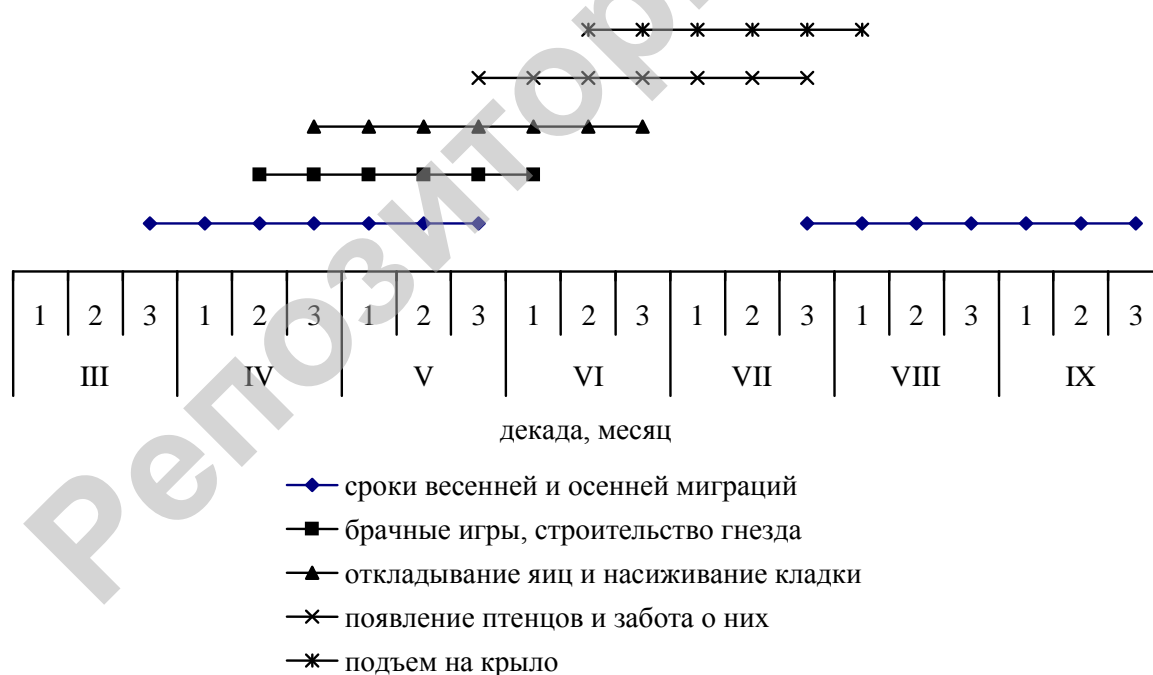 Репозитор
1 2 3 1 2 3 1 2 3 1 2 3 1 2 3 1 2 3 1 2 3
III IV V VI VII VIII IX
декада, месяц
сроки весенней и осенней миграций
брачные игры, строительство гнезда
откладывание яиц и насиживание кладки
появление птенцов и забота о них
подъем на крыло